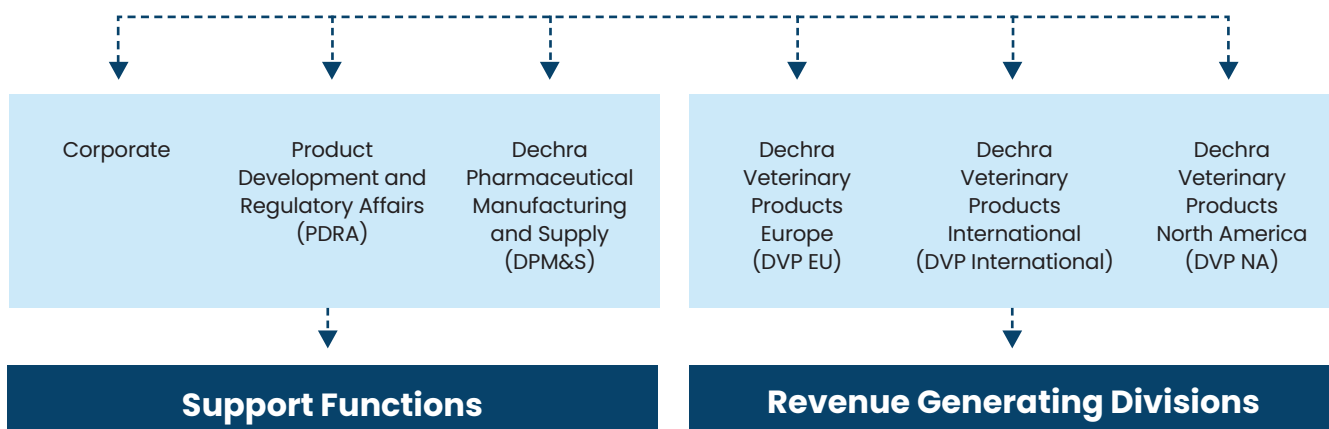 Corporate
Product
Development and
Regulatory Affairs
(PDRA)
Dechra
Pharmaceutical
Manufacturing
and Supply
(DPM&S)
Dechra
Veterinary
Products
Europe
(DVP EU)
Dechra
Veterinary
Products
International
(DVP International)
Dechra
Veterinary
Products
North America
(DVP NA)
Support Functions
Revenue Generating Divisions